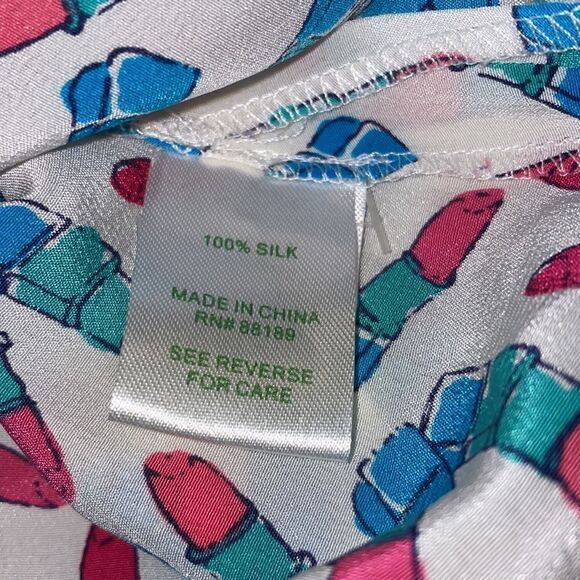 100% SILK
MADE IN CHINA
RN# 88189
SEE REVERSE
FOR CARE